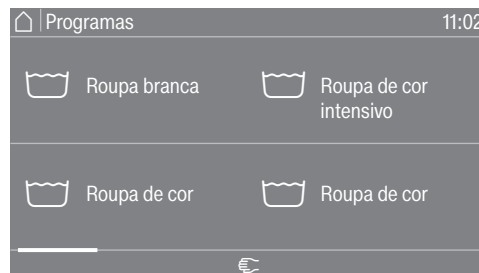 Programas 11:02
Roupa branca
Roupa de cor
intensivo
Roupa de cor
Roupa de cor